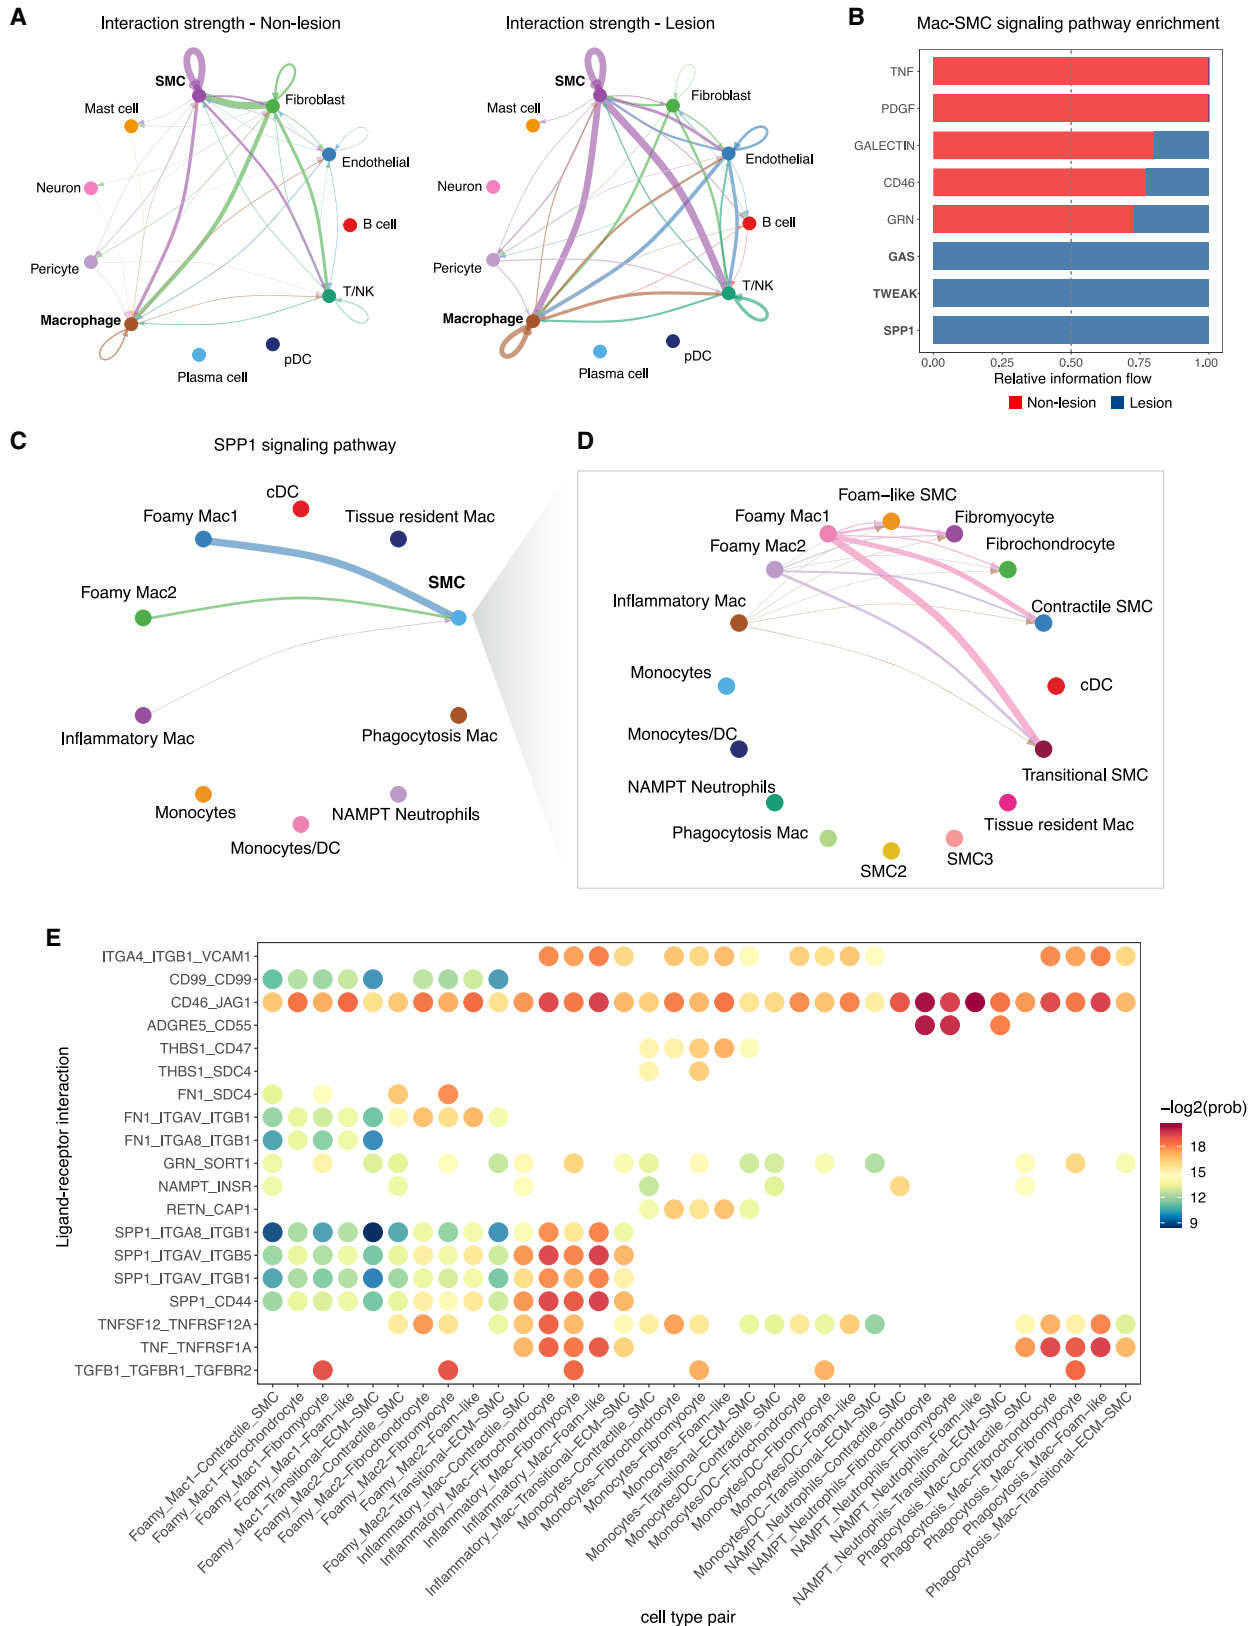 A
Interaction strength - Non-lesion
Interaction strength - Lesion
SMC
Fibroblast
Mast cell
Endothelial
Neuron
B cell
Pericyte
T/NK
Macrophage
pDC
Plasma cell
SMC
Fibroblast
Mast cell
Endothelial
Neuron
B cell
Pericyte
T/NK
Macrophage
pDC
Plasma cell
B
Mac-SMC signaling pathway enrichment
TNF
PDGF
GALECTIN
CD46
GRN
GAS
TWEAK
SPP1
0.00 0.25 0.50 0.75 1.00
Relative information flow
Non-lesion Lesion
C
SPP1 signaling pathway
cDC
Foamy Mac1
Tissue resident Mac
SMC
Foamy Mac2
Inflammatory Mac
Phagocytosis Mac
Monocytes
NAMPT Neutrophils
Monocytes/DC
D
Foam-like SMC
Foamy Mac1
Fibromyocyte
Foamy Mac2
Fibrochondrocyte
Inflammatory Mac
Contractile SMC
Monocytes
cDC
Monocytes/DC
Transitional SMC
NAMPT Neutrophils
Tissue resident Mac
Phagocytosis Mac
SMC3
SMC2
E
Ligand-receptor interaction
ITGA4_ITGB1_VCAM1
CD99_CD99
CD46_JAG1
ADGRE5_CD55
THBS1_CD47
THBS1_SDC4
FN1_SDC4
FN1_ITGAV_ITGB1
FN1_ITGA8_ITGB1
GRN_SORT1
NAMPT_INSR
RETN_CAP1
SPP1_ITGA8_ITGB1
SPP1_ITGAV_ITGB5
SPP1_ITGAV_ITGB1
SPP1_CD44
TNFSF12_TNFRSF12A
TNF_TNFRSF1A
TGFB1_TGFBR1_TGFBR2
Foamy_Mac1-Contractile_SMC
Foamy_Mac1-Fibrochondrocyte
Foamy_Mac1-Fibromyocyte
Foamy_Mac1-Foam-like
Foamy_Mac1-Transitional-ECM-SMC
Foamy_Mac2-Contractile_SMC
Foamy_Mac2-Fibrochondrocyte
Foamy_Mac2-Fibromyocyte
Foamy_Mac2-Foam-like
Foamy_Mac2-Transitional-ECM-SMC
Inflammatory_Mac-Contractile_SMC
Inflammatory_Mac-Fibrochondrocyte
Inflammatory_Mac-Fibromyocyte
Inflammatory_Mac-Foam-like
Inflammatory_Mac-Transitional-ECM-SMC
Monocytes-Contractile_SMC
Monocytes-Fibrochondrocyte
Monocytes-Fibromyocyte
Monocytes-Foam-like
Monocytes-Transitional-ECM-SMC
Monocytes/DC-Contractile_SMC
Monocytes/DC-Fibrochondrocyte
Monocytes/DC-Fibromyocyte
Monocytes/DC-Foam-like
Monocytes/DC-Transitional-ECM-SMC
NAMPT_Neutrophils-Contractile_SMC
NAMPT_Neutrophils-Fibrochondrocyte
NAMPT_Neutrophils-Fibromyocyte
NAMPT_Neutrophils-Foam-like
NAMPT_Neutrophils-Transitional-ECM-SMC
Phagocytosis_Mac-Contractile_SMC
Phagocytosis_Mac-Fibrochondrocyte
Phagocytosis_Mac-Fibromyocyte
Phagocytosis_Mac-Foam-like
Phagocytosis_Mac-Transitional-ECM-SMC
cell type pair
−log2(prob)
18
15
12
9